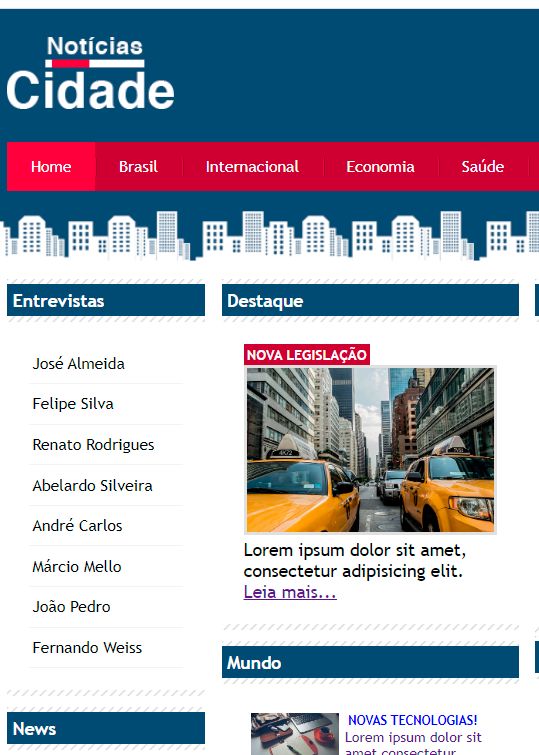 Notícias
Cidade
Home Brasil Internacional Economia Saúde
Entrevistas
José Almeida
Felipe Silva
Renato Rodrigues
Abelardo Silveira
André Carlos
Márcio Mello
João Pedro
Fernando Weiss
News
Destaque
NOVA LEGISLAÇÃO
4K72
Lorem ipsum dolor sit amet,
consectetur adipisicing elit.
Leia mais...
Mundo
NOVAS TECNOLOGIAS!
Lorem ipsum dolor sit
amet consectetur